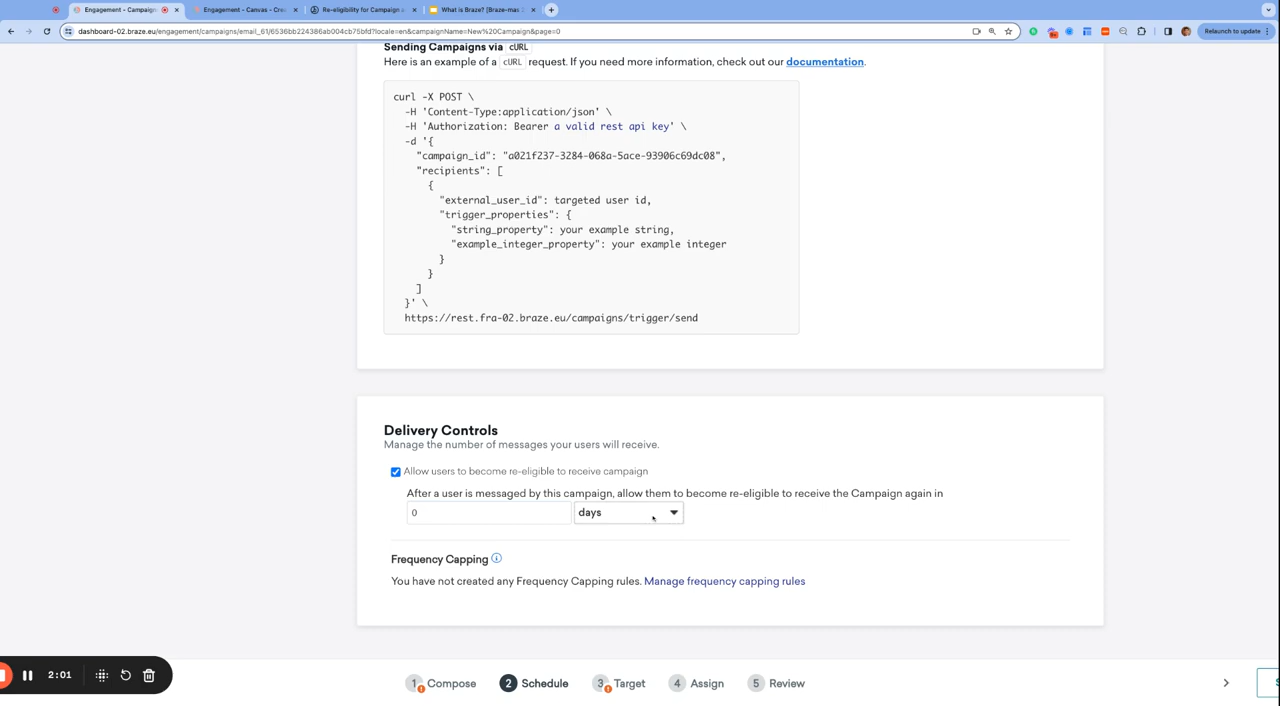 Engagement - Campaign
Engagement - Canvas - Cre
Re-eligibility for Campaign a
What is Braze? [Braze-mas
dashboard-02.braze.eu/engagement/campaigns/email_61/6536bb224386ab004cb75bfd?locale=en&campaignName=New%20Campaign&page=0
Relaunch to update
Sending Campaigns via cURL
Here is an example of a cURL request. If you need more information, check out our documentation.
curl -X POST \
-H 'Content-Type:application/json' \
-H 'Authorization: Bearer a valid rest api key' \
-d '{
"campaign_id": "a021f237-3284-068a-5ace-93906c69dc08",
"recipients": [
{
"external_user_id": targeted user id,
"trigger_properties": {
"string_property": your example string,
"example_integer_property": your example integer
}
}
]
}' \
https://rest.fra-02.braze.eu/campaigns/trigger/send
Delivery Controls
Manage the number of messages your users will receive.
Allow users to become re-eligible to receive campaign
After a user is messaged by this campaign, allow them to become re-eligible to receive the Campaign again in
0 days
Frequency Capping
You have not created any Frequency Capping rules. Manage frequency capping rules
2:01
1 Compose 2 Schedule 3 Target 4 Assign 5 Review